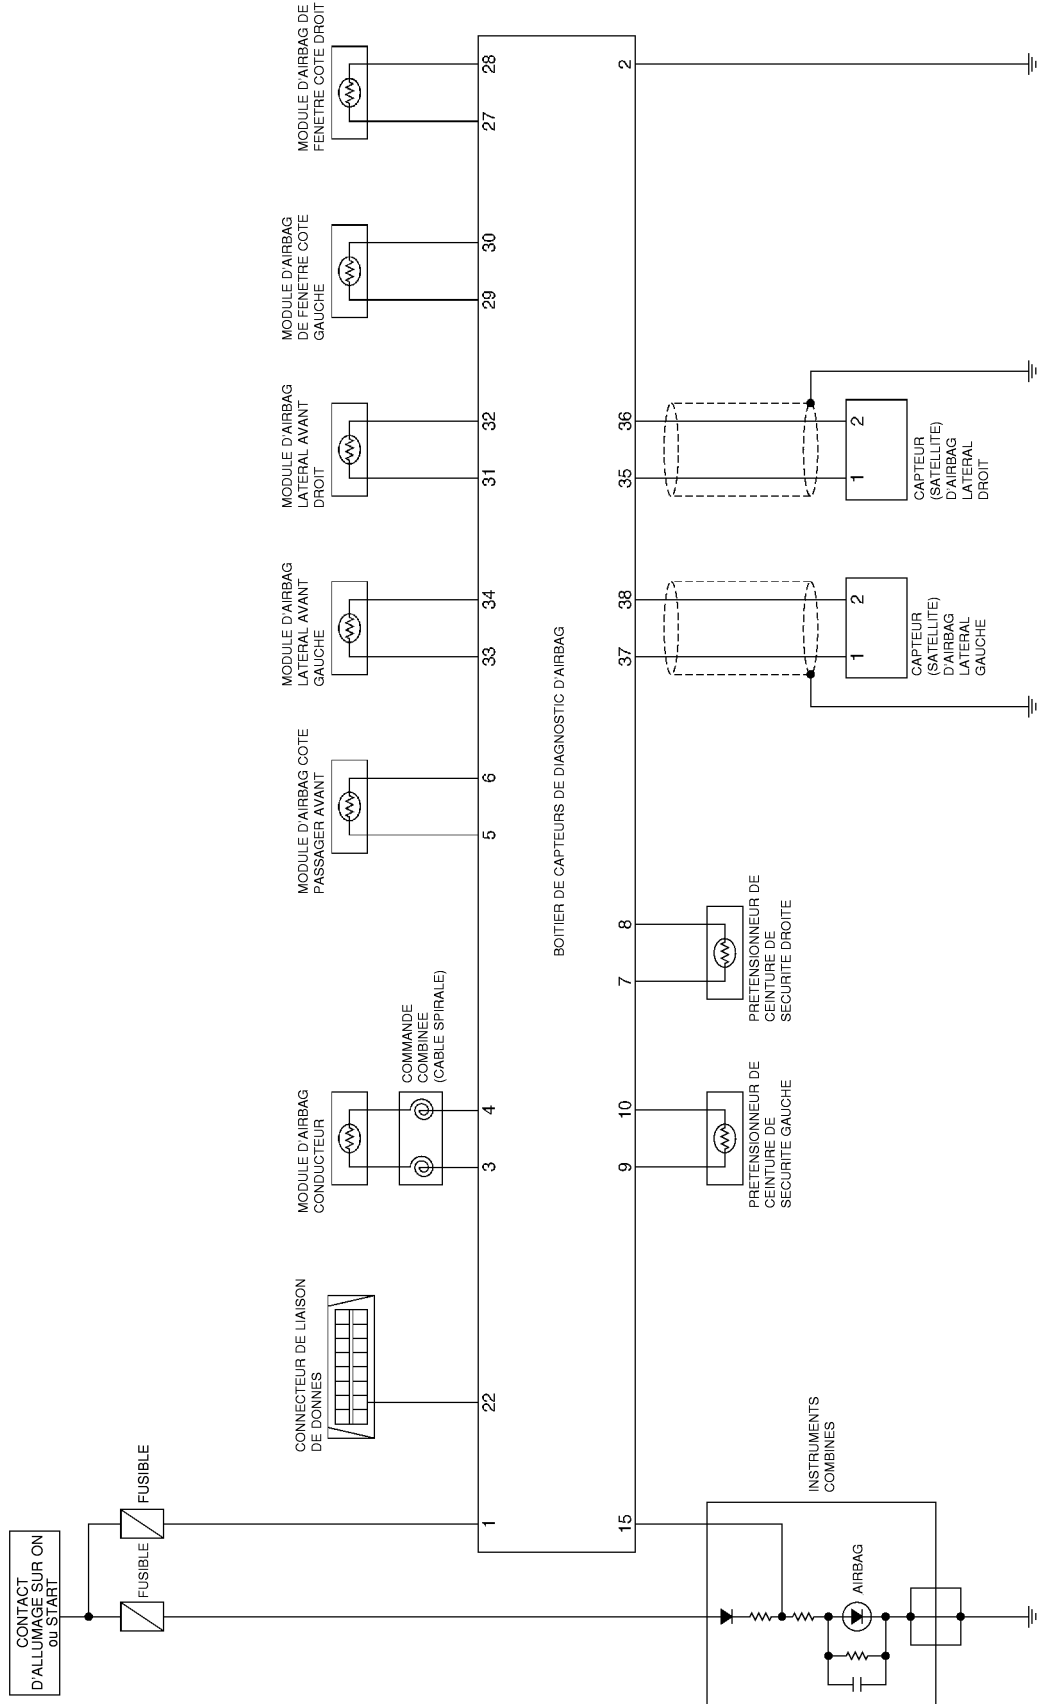 CONTACT
D'ALLUMAGE SUR ON
ou START
FUSIBLE
FUSIBLE
CONNECTEUR DE LIAISON
DE DONNES
MODULE D'AIRBAG
CONDUCTEUR
COMMANDE
COMBINEE
(CABLE SPIRALE)
MODULE D'AIRBAG COTE
PASSAGER AVANT
MODULE D'AIRBAG
LATERAL AVANT
GAUCHE
MODULE D'AIRBAG
LATERAL AVANT
DROIT
MODULE D'AIRBAG
DE FENETRE COTE
GAUCHE
MODULE D'AIRBAG DE
FENETRE COTE DROIT
1
22
3
4
5
6
33
34
31
32
29
30
27
28
BOITIER DE CAPTEURS DE DIAGNOSTIC D'AIRBAG
15
9
10
7
8
37
38
35
36
2
INSTRUMENTS
COMBINES
AIRBAG
PRETENSIONNEUR DE
CEINTURE DE
SECURITE GAUCHE
PRETENSIONNEUR DE
CEINTURE DE
SECURITE DROITE
1
2
CAPTEUR
(SATELLITE)
D'AIRBAG
LATERAL
GAUCHE
1
2
CAPTEUR
(SATELLITE)
D'AIRBAG
LATERAL
DROIT